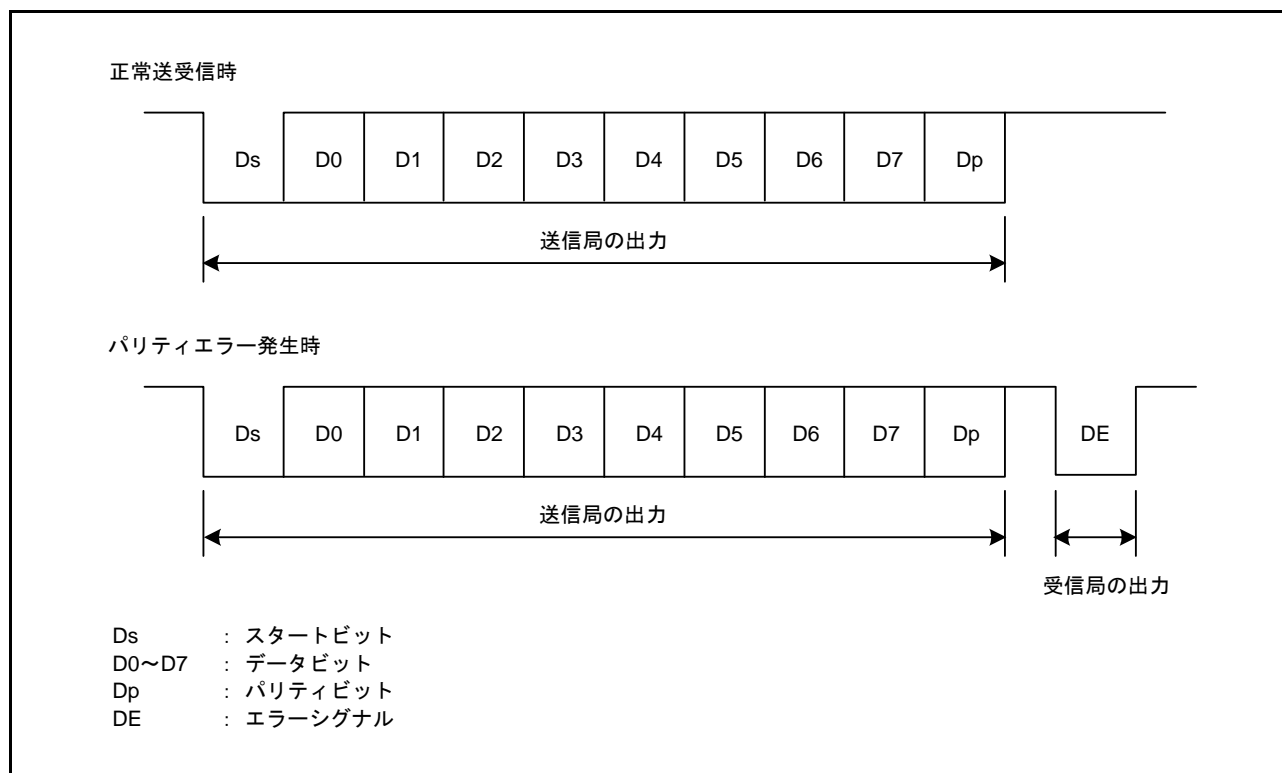 正常送受信時
Ds D0 D1 D2 D3 D4 D5 D6 D7 Dp
送信局の出力
パリティエラー発生時
Ds D0 D1 D2 D3 D4 D5 D6 D7 Dp DE
送信局の出力
受信局の出力
Ds : スタートビット
D0～D7 : データビット
Dp : パリティビット
DE : エラーシグナル